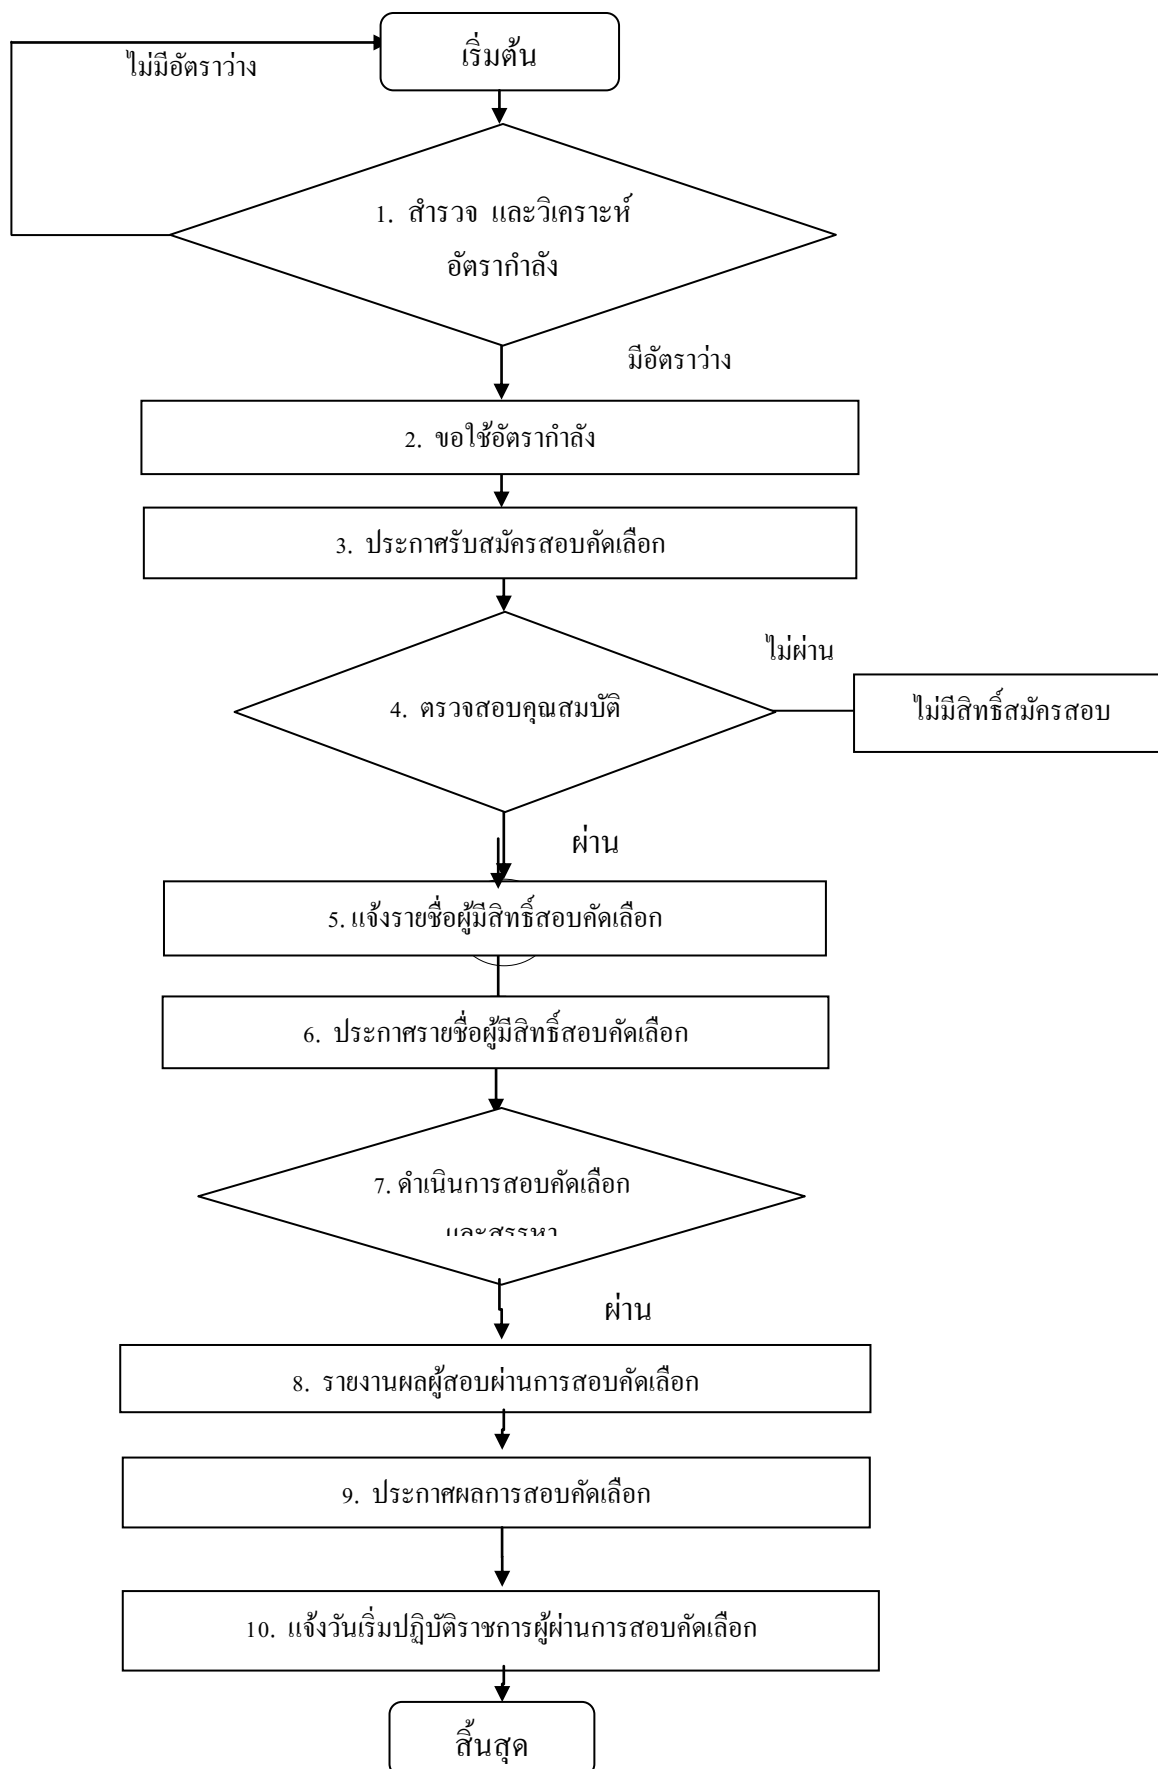 เริ่มต้น
ไม่มีอัตราว่าง
1. สำรวจ และวิเคราะห์
อัตรากำลัง
มีอัตราว่าง
2. ขอใช้อัตรากำลัง
3. ประกาศรับสมัครสอบคัดเลือก
ไม่ผ่าน
4. ตรวจสอบคุณสมบัติ
ไม่มีสิทธิ์สมัครสอบ
ผ่าน
5. แจ้งรายชื่อผู้มีสิทธิ์สอบคัดเลือก
6. ประกาศรายชื่อผู้มีสิทธิ์สอบคัดเลือก
7. ดำเนินการสอบคัดเลือก
และสรรหา
ผ่าน
8. รายงานผลผู้สอบผ่านการสอบคัดเลือก
9. ประกาศผลการสอบคัดเลือก
10. แจ้งวันเริ่มปฏิบัติราชการผู้ผ่านการสอบคัดเลือก
สิ้นสุด